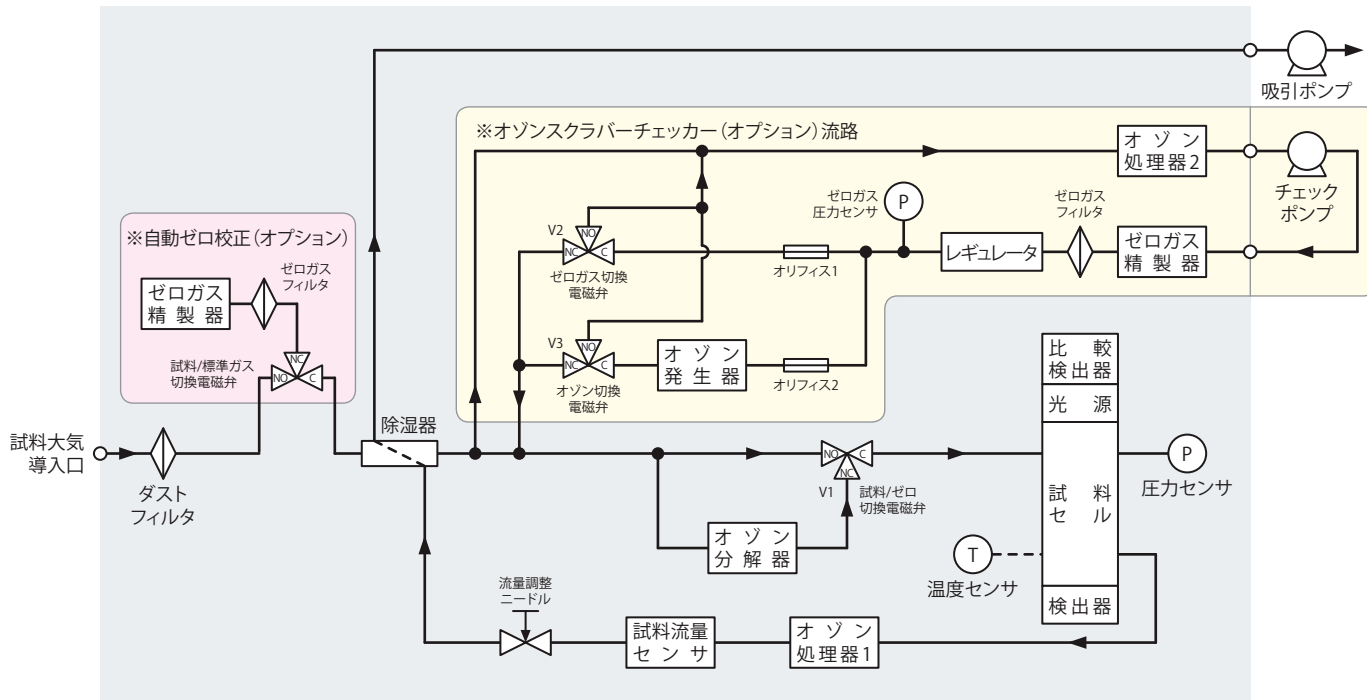 吸引ポンプ
※オゾンスクラバーチェッカー(オプション)流路
オゾン
処理器2
チェック
ポンプ
ゼロガス
圧力センサ
P
ゼロガス
フィルタ
レギュレータ
ゼロガス
精製器
V2
NO
NC
C
ゼロガス切換
電磁弁
オリフィス1
V3
NO
NC
C
オゾン切換
電磁弁
オゾン
発生器
オリフィス2
※自動ゼロ校正(オプション)
ゼロガス
精製器
ゼロガス
フィルタ
試料/標準ガス
切換電磁弁
NC
NO
C
試料大気
導入口
ダスト
フィルタ
除湿器
NO
C
NC
V1
試料/ゼロ
切換電磁弁
オゾン
分解器
比較
検出器
光源
試料
セル
検出器
P
圧力センサ
T
温度センサ
流量調整
ニードル
試料流量
センサ
オゾン
処理器1